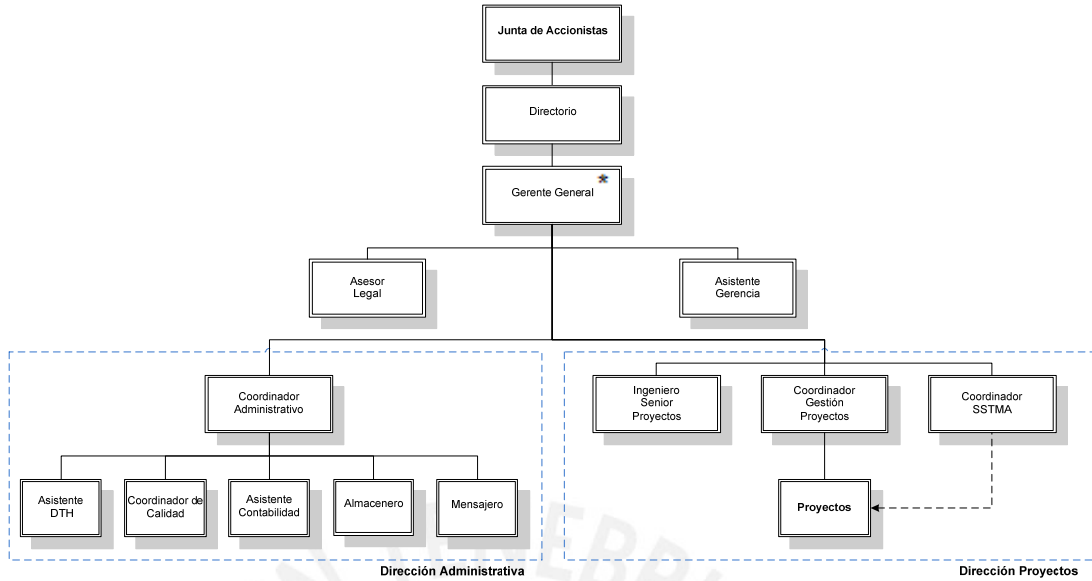 Junta de Accionistas
Directorio
Gerente General
Asesor
Legal
Asistente
Gerencia
Coordinador
Administrativo
Ingeniero
Senior
Proyectos
Coordinador
Gestión
Proyectos
Coordinador
SSTMA
Asistente
DTH
Coordinador de
Calidad
Asistente
Contabilidad
Almacenero
Mensajero
Proyectos
Dirección Administrativa
Dirección Proyectos